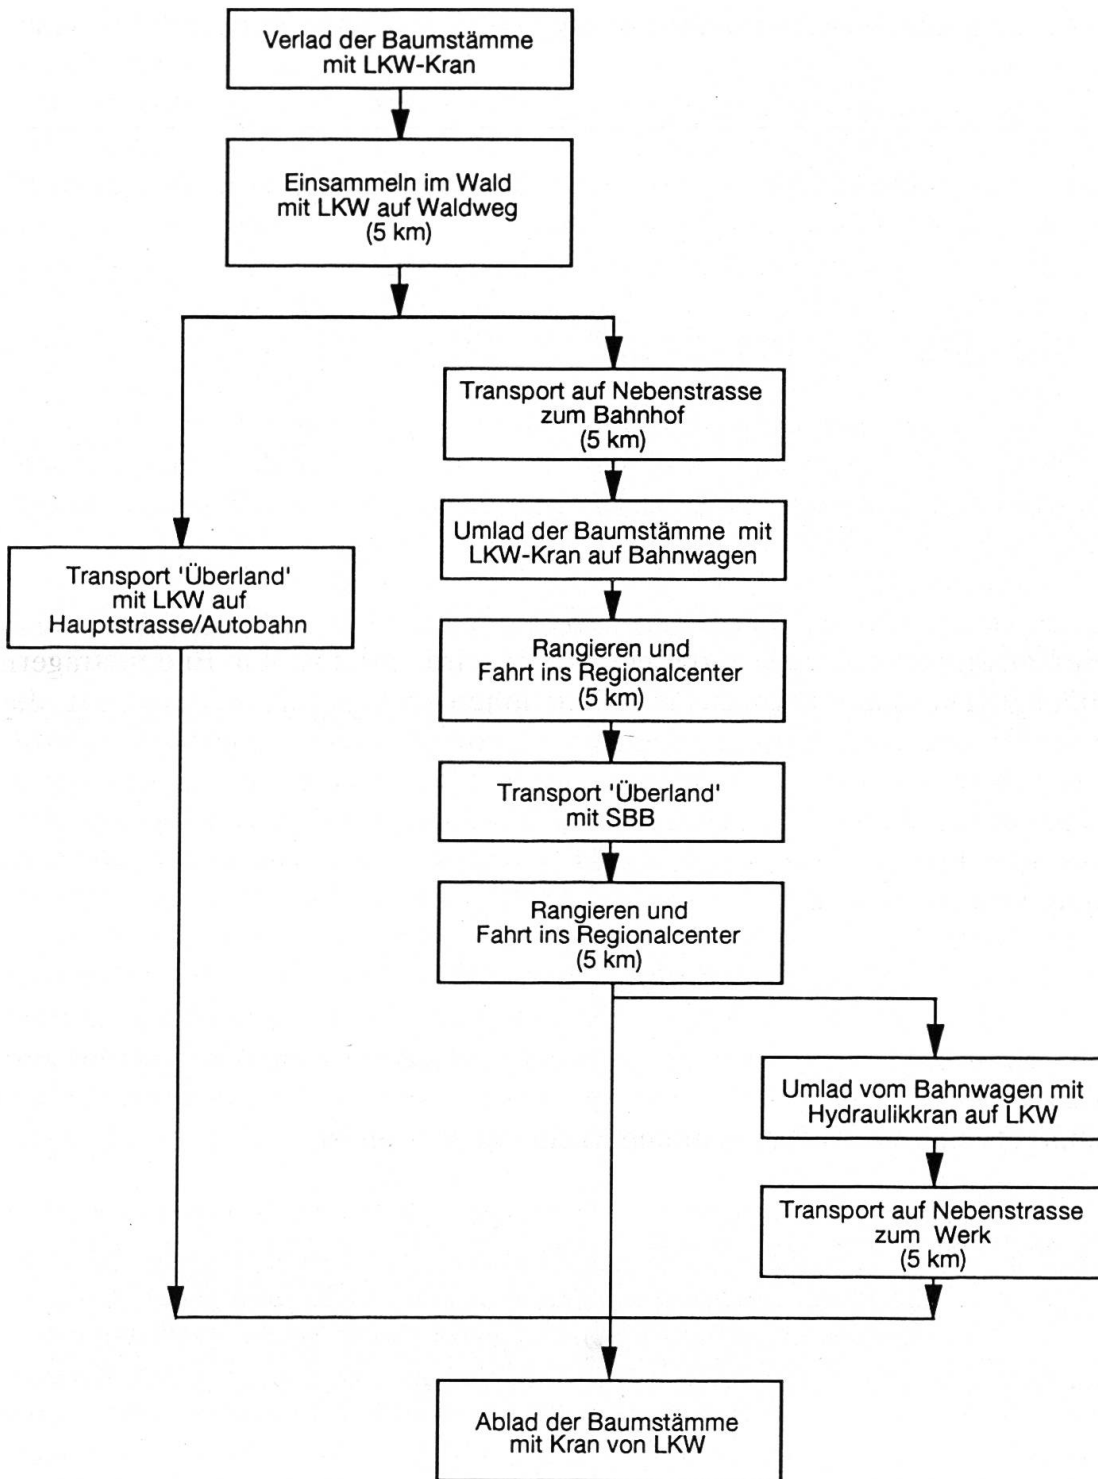 Verlad der Baumstämme
mit LKW-Kran
Einsammeln im Wald
mit LKW auf Waldweg
(5 km)
Transport auf Nebenstrasse
zum Bahnhof
(5 km)
Umlad der Baumstämme mit
LKW-Kran auf Bahnwagen
Transport 'Überland'
mit LKW auf
Hauptstrasse/Autobahn
Rangieren und
Fahrt ins Regionalcenter
(5 km)
Transport 'Überland'
mit SBB
Rangieren und
Fahrt ins Regionalcenter
(5 km)
Umlad vom Bahnwagen mit
Hydraulikkran auf LKW
Transport auf Nebenstrasse
zum Werk
(5 km)
Ablad der Baumstämme
mit Kran von LKW